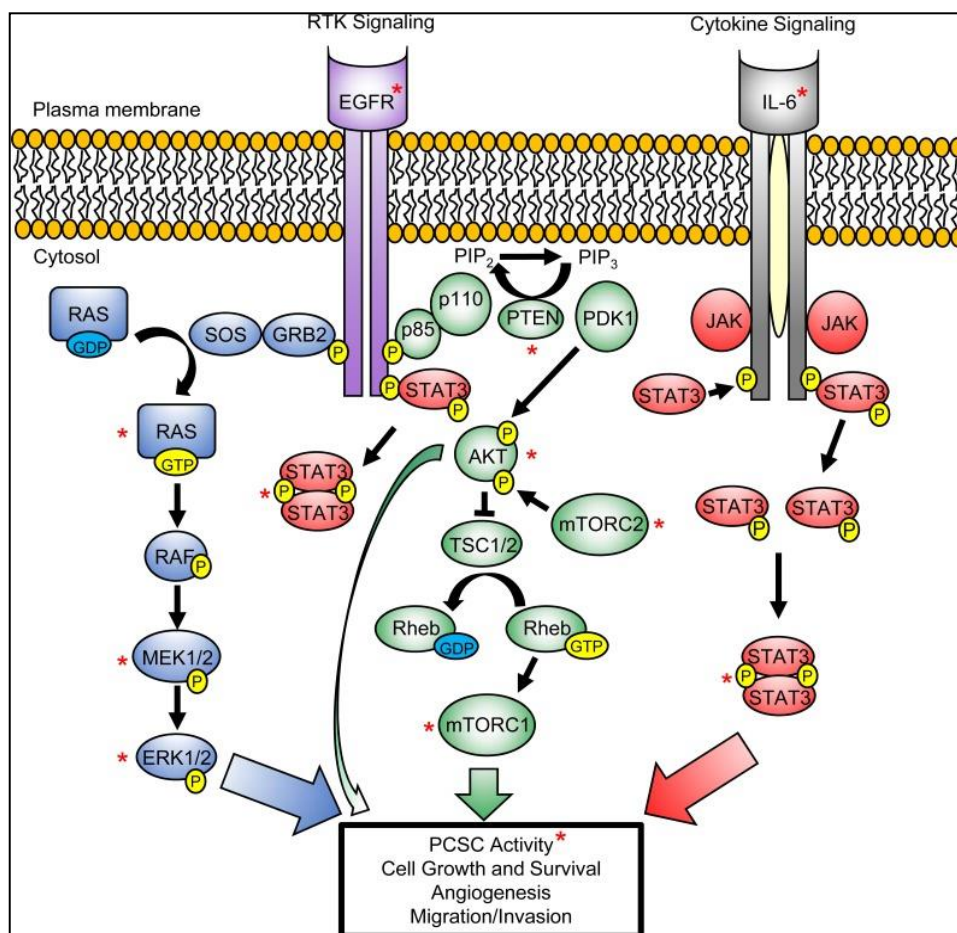 RTK Signaling
Cytokine Signaling
EGFR*
IL-6*
Plasma membrane
Cytosol
PIP2
PIP3
RAS
GDP
SOS
GRB2
P
P
p85
p110
PTEN
*
PDK1
JAK
JAK
P
STAT3
P
STAT3
P
P
STAT3
P
* RAS
GTP
P
AKT *
P
STAT3
* P P
STAT3
mTORC2 *
TSC1/2
STAT3
P
STAT3
P
RAF
P
Rheb
GDP
Rheb
GTP
* MEK1/2
P
STAT3
* P P
STAT3
* mTORC1
* ERK1/2
P
PCSC Activity*
Cell Growth and Survival
Angiogenesis
Migration/Invasion